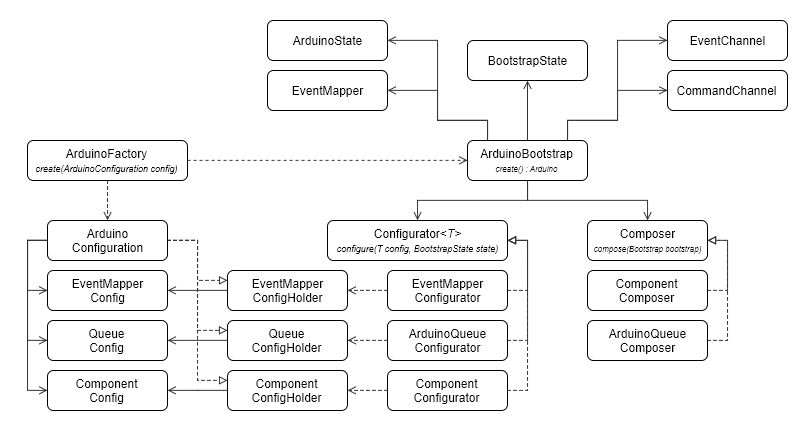 ArduinoState
EventChannel
BootstrapState
EventMapper
CommandChannel
ArduinoFactory
create(ArduinoConfiguration config)
ArduinoBootstrap
create() : Arduino
Arduino
Configuration
Configurator<T>
configure(T config, BootstrapState state)
Composer
compose(Bootstrap bootstrap)
EventMapper
Config
EventMapper
ConfigHolder
EventMapper
Configurator
Component
Composer
Queue
Config
Queue
ConfigHolder
ArduinoQueue
Configurator
ArduinoQueue
Composer
Component
Config
Component
ConfigHolder
Component
Configurator